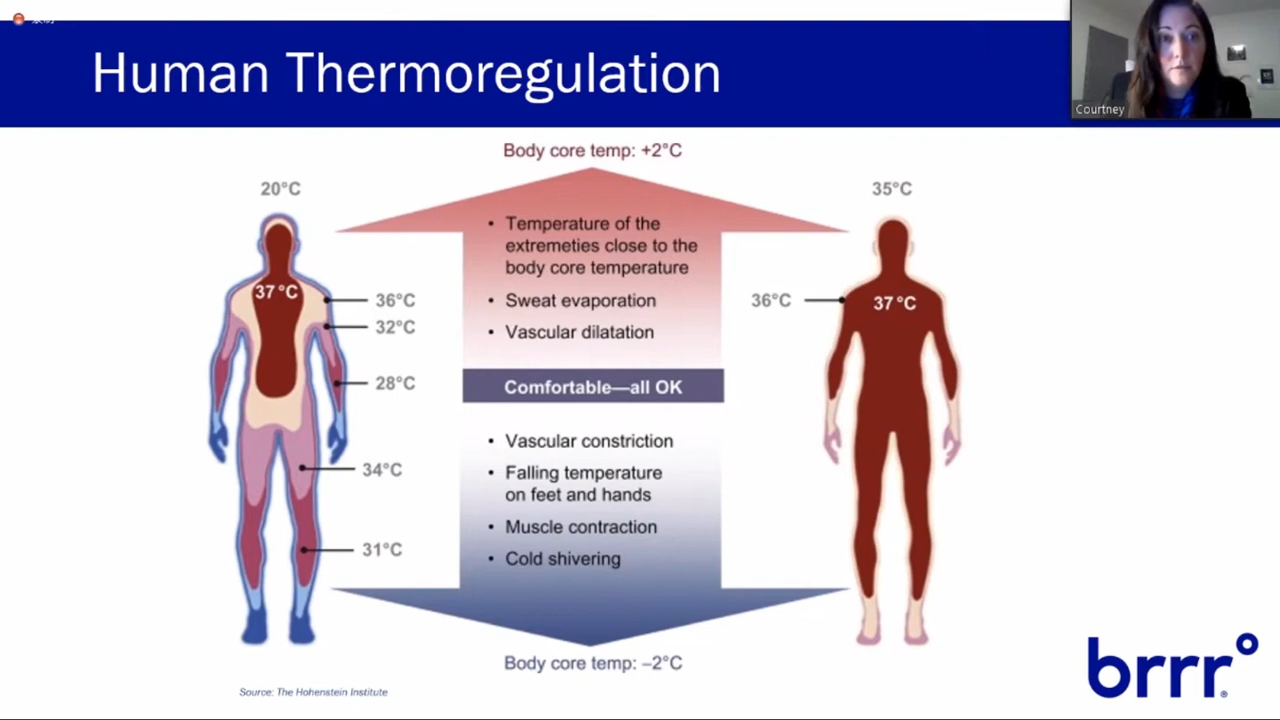 Human Thermoregulation
Courtney
Body core temp: +2°C
20°C
35°C
• Temperature of the
extremeties close to the
body core temperature
• Sweat evaporation
• Vascular dilatation
37°C
36°C
32°C
28°C
34°C
31°C
36°C
37°C
Comfortable—all OK
• Vascular constriction
• Falling temperature
on feet and hands
• Muscle contraction
• Cold shivering
Body core temp: –2°C
Source: The Hohenstein Institute
brrr°
®